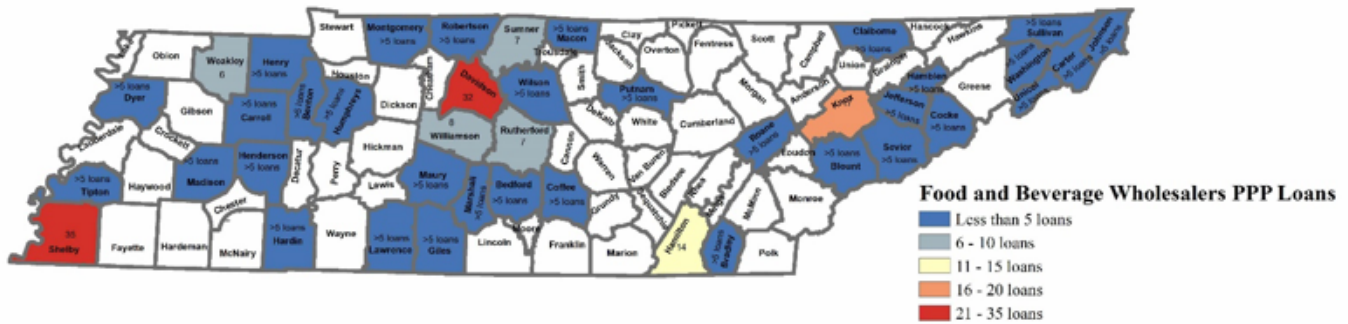 Stewart
Montgomery
>5 loans
Robertson
>5 loans
Sumner
7
>5 loans
Macon
Clay
Pickett
Scott
Claiborne
>5 loans
Hancock
Hawkins
>5 loans
Sullivan
Johnson
>5 loans
Obion
Weakley
6
Henry
>5 loans
Houston
Cheatham
Davidson
32
Trousdale
Wilson
>5 loans
Smith
Jackson
Overton
Fentress
Campbell
Union
Grainger
Hamblen
>5 loans
Greene
>5 loans
Washington
Carter
>5 loans
Unicoi
>5 loans
>5 loans
Dyer
Gibson
>5 loans
Carroll
>5 loans
Benton
>5 loans
Humphreys
Dickson
Putnam
>5 loans
Morgan
Anderson
Knox
Jefferson
>5 loans
Cocke
>5 loans
Lauderdale
Crockett
8
Williamson
Rutherford
7
Cannon
DeKalb
White
Cumberland
Roane
>5 loans
Loudon
>5 loans
Blount
Sevier
>5 loans
>5 loans
Tipton
Haywood
>5 loans
Madison
Henderson
>5 loans
Decatur
Perry
Hickman
Lewis
Maury
>5 loans
Marshall
>5 loans
Bedford
>5 loans
Coffee
>5 loans
Warren
Van Buren
Bledsoe
Rhea
Meigs
McMinn
Monroe
35
Shelby
Fayette
Hardeman
Chester
McNairy
>5 loans
Hardin
Wayne
>5 loans
Lawrence
>5 loans
Giles
Lincoln
Moore
Franklin
Grundy
Marion
Sequatchie
Hamilton
14
>5 loans
Bradley
Polk
Food and Beverage Wholesalers PPP Loans
Less than 5 loans
6 - 10 loans
11 - 15 loans
16 - 20 loans
21 - 35 loans